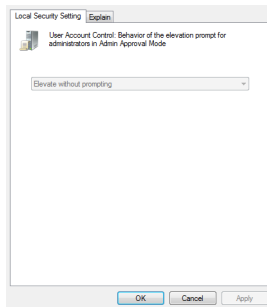 Local Security Setting Explain
User Account Control: Behavior of the elevation prompt for
administrators in Admin Approval Mode
Elevate without prompting
OK Cancel Apply